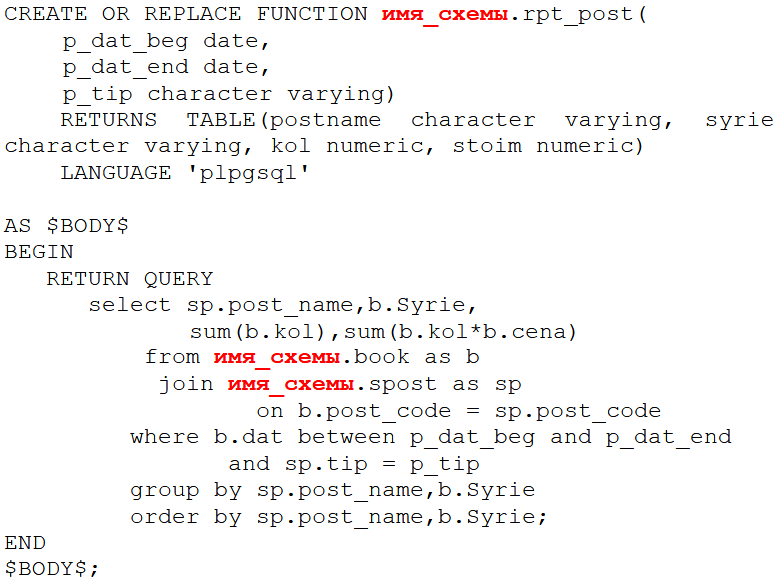 CREATE OR REPLACE FUNCTION имя_схемы.rpt_post(
p_dat_beg date,
p_dat_end date,
p_tip character varying)
RETURNS TABLE(postname character varying, syrie
character varying, kol numeric, stoim numeric)
LANGUAGE 'plpgsql'
AS $BODY$
BEGIN
RETURN QUERY
select sp.post_name,b.Syrie,
sum(b.kol),sum(b.kol*b.cena)
from имя_схемы.book as b
join имя_схемы.spost as sp
on b.post_code = sp.post_code
where b.dat between p_dat_beg and p_dat_end
and sp.tip = p_tip
group by sp.post_name,b.Syrie
order by sp.post_name,b.Syrie;
END
$BODY$;